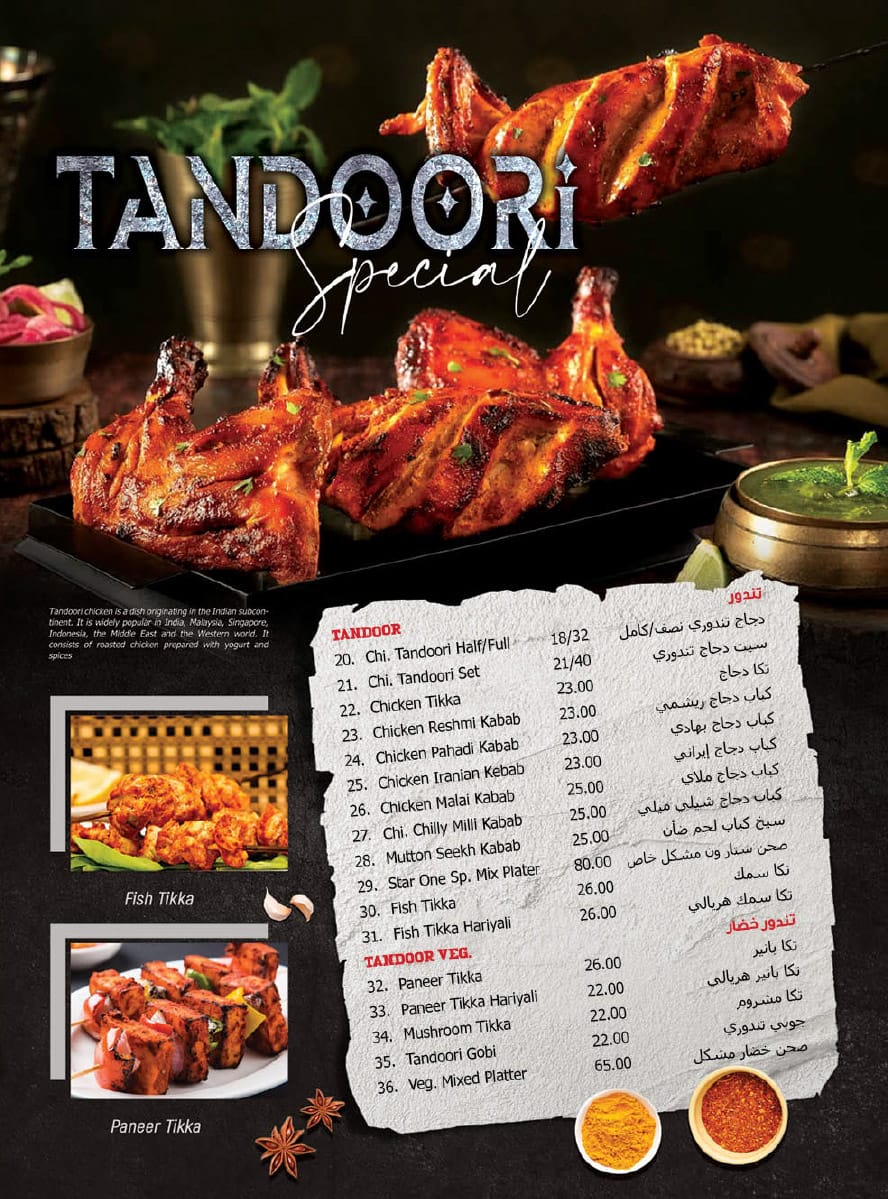 TANDOORi
Special
Tandoori chicken is a dish originating in the Indian subcon-
tinent. It is widely popular in India, Malaysia, Singapore,
Indonesia, the Middle East and the Western world. It
consists of roasted chicken prepared with yogurt and
spices
TANDOOR تندور
20. Chi. Tandoori Half/Full 18/32 دجاج تندوري نصف/كامل
21. Chi. Tandoori Set 21/40 سيت دجاج تندوري
22. Chicken Tikka 23.00 تكا دجاج
23. Chicken Reshmi Kabab 23.00 كباب دجاج ريشمي
24. Chicken Pahadi Kabab 23.00 كباب دجاج بهادي
25. Chicken Iranian Kebab 23.00 كباب دجاج إيراني
26. Chicken Malai Kabab 25.00 كباب دجاج ملاي
27. Chi. Chilly Milli Kabab 25.00 كباب دجاج شيلي ميلي
28. Mutton Seekh Kabab 25.00 سيخ كباب لحم ضأن
29. Star One Sp. Mix Plater 80.00 صحن ستار ون مشكل خاص
30. Fish Tikka 26.00 تكا سمك
31. Fish Tikka Hariyali 26.00 تكا سمك هريالي
TANDOOR VEG. تندور خضار
32. Paneer Tikka 26.00 تكا بانير
33. Paneer Tikka Hariyali 22.00 تكا بانير هريالي
34. Mushroom Tikka 22.00 تكا مشروم
35. Tandoori Gobi 22.00 جوبي تندوري
36. Veg. Mixed Platter 65.00 صحن خضار مشكل
Fish Tikka
Paneer Tikka